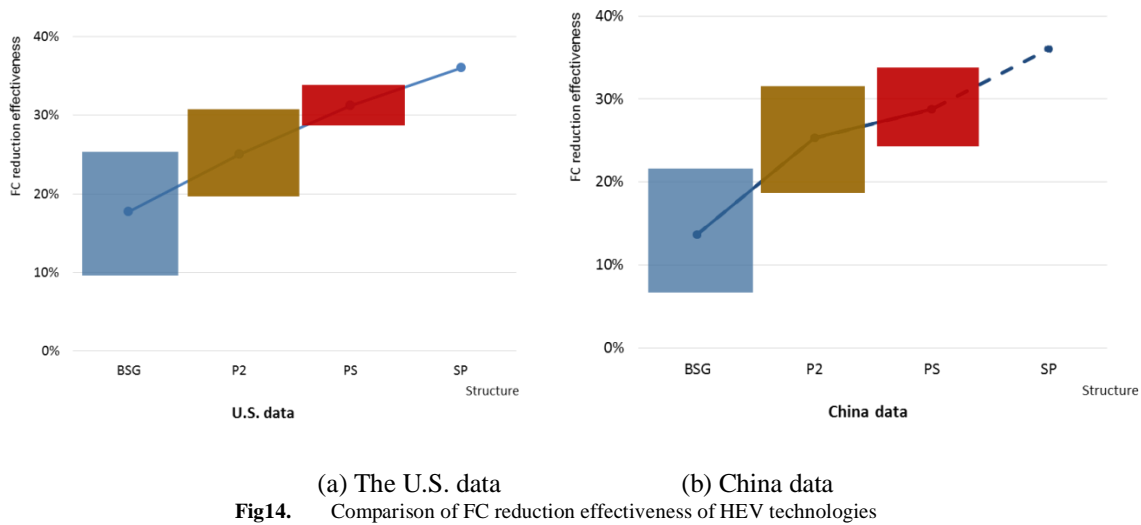 FC reduction effectiveness
40%
30%
20%
10%
0%
BSG P2 PS SP
Structure
U.S. data
FC reduction effectiveness
40%
30%
20%
10%
0%
BSG P2 PS SP
Structure
China data
(a) The U.S. data (b) China data
Fig14. Comparison of FC reduction effectiveness of HEV technologies